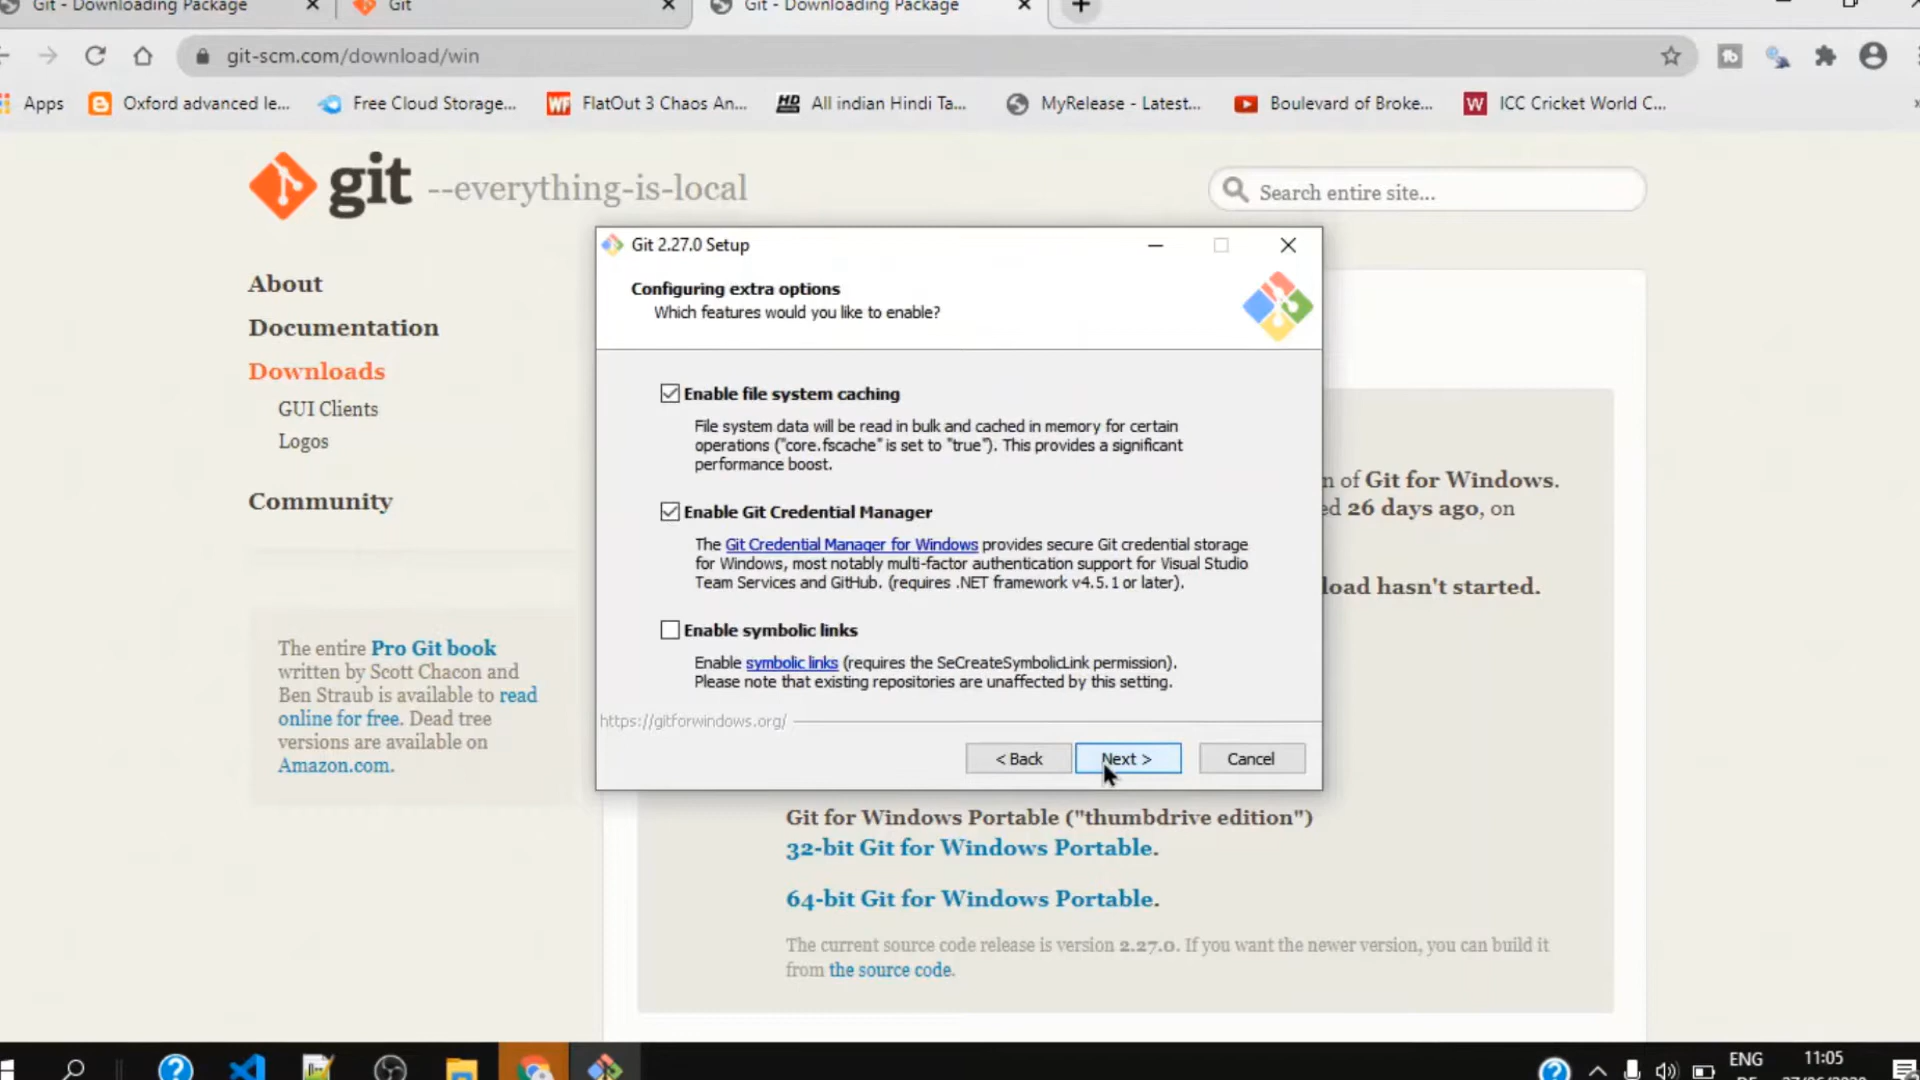 Git - Downloading Package
Git
Git - Downloading Package
git-scm.com/download/win
Apps
Oxford advanced le...
Free Cloud Storage...
FlatOut 3 Chaos An...
All indian Hindi Ta...
MyRelease - Latest...
Boulevard of Broke...
ICC Cricket World C...
git --everything-is-local
Search entire site...
About
Documentation
Downloads
GUI Clients
Logos
Community
The entire Pro Git book
written by Scott Chacon and
Ben Straub is available to read
online for free. Dead tree
versions are available on
Amazon.com.
Git 2.27.0 Setup
Configuring extra options
Which features would you like to enable?
Enable file system caching
File system data will be read in bulk and cached in memory for certain
operations ("core.fscache" is set to "true"). This provides a significant
performance boost.
Enable Git Credential Manager
The Git Credential Manager for Windows provides secure Git credential storage
for Windows, most notably multi-factor authentication support for Visual Studio
Team Services and GitHub. (requires .NET framework v4.5.1 or later).
Enable symbolic links
Enable symbolic links (requires the SeCreateSymbolicLink permission).
Please note that existing repositories are unaffected by this setting.
https://gitforwindows.org/
< Back
Next >
Cancel
n of Git for Windows.
ed 26 days ago, on
load hasn't started.
Git for Windows Portable ("thumbdrive edition")
32-bit Git for Windows Portable.
64-bit Git for Windows Portable.
The current source code release is version 2.27.0. If you want the newer version, you can build it
from the source code.
ENG
11:05